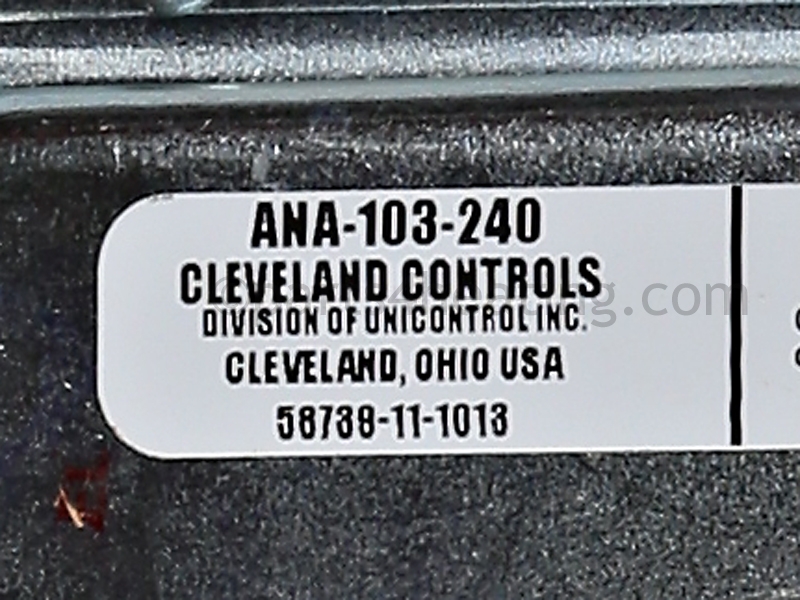 ANA-103-240
CLEVELAND CONTROLS
DIVISION OF UNICONTROL INC.
CLEVELAND, OHIO USA
58738-11-1013